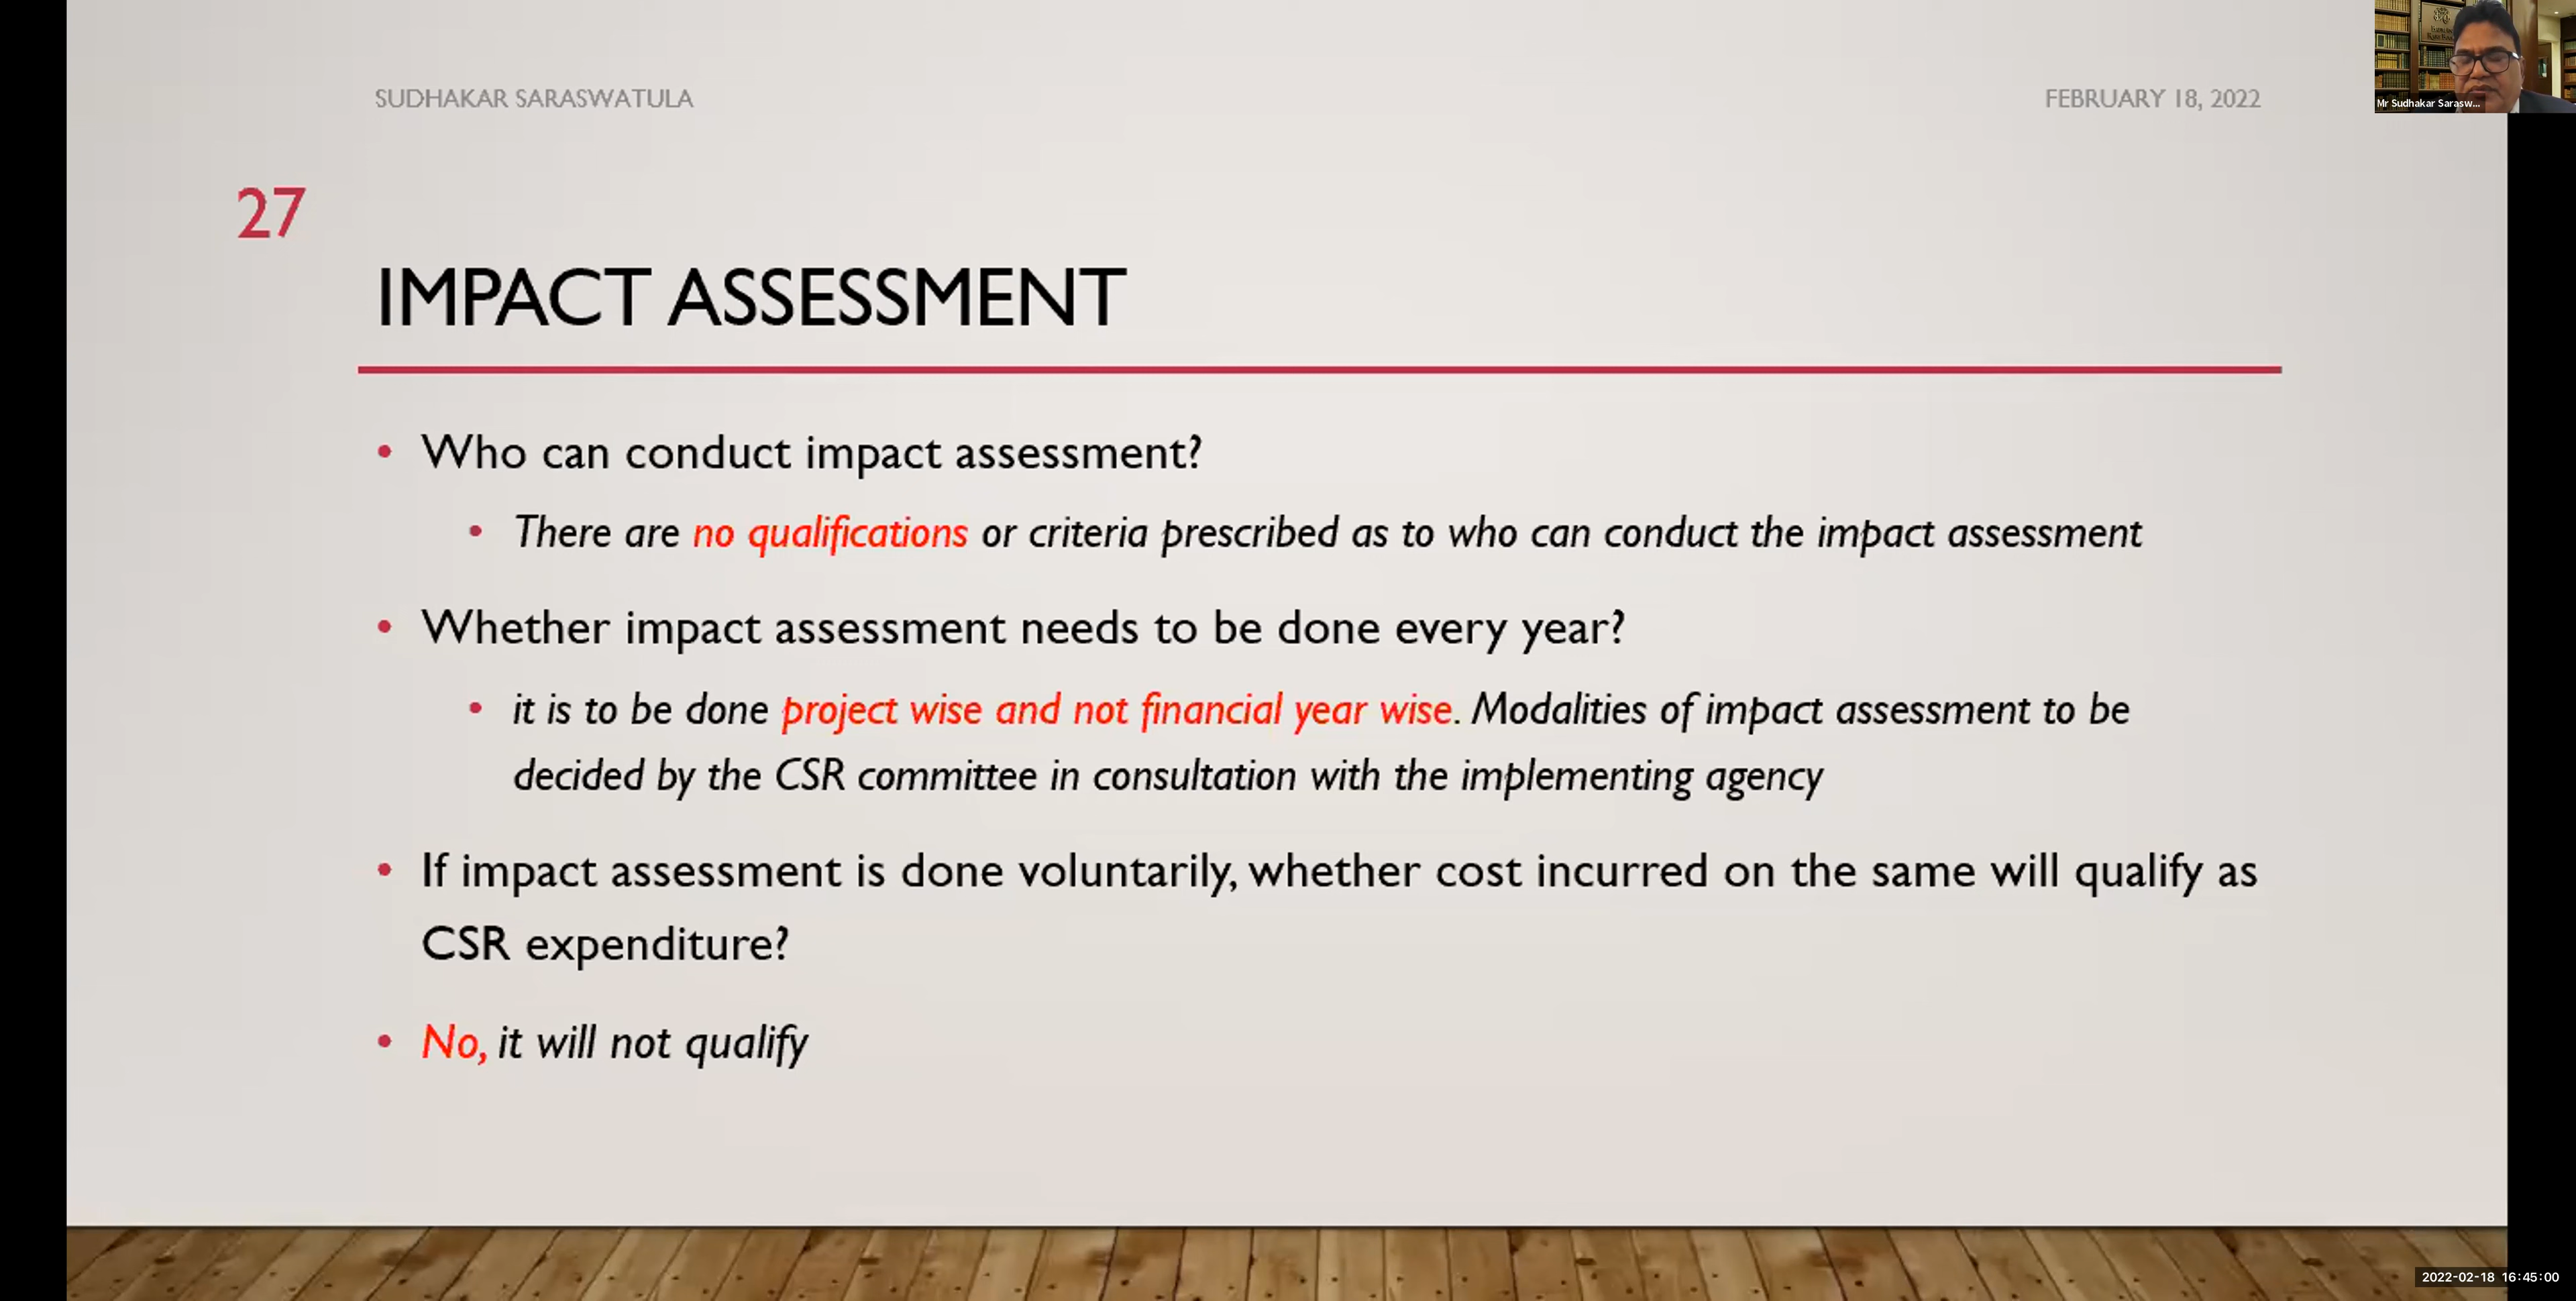 SUDHAKAR SARASWATULA
FEBRUARY 18, 2022
Mr Sudhakar Sarasw...
27
IMPACT ASSESSMENT
• Who can conduct impact assessment?
• There are no qualifications or criteria prescribed as to who can conduct the impact assessment
• Whether impact assessment needs to be done every year?
• it is to be done project wise and not financial year wise. Modalities of impact assessment to be
decided by the CSR committee in consultation with the implementing agency
• If impact assessment is done voluntarily, whether cost incurred on the same will qualify as
CSR expenditure?
• No, it will not qualify
2022-02-18 16:45:00